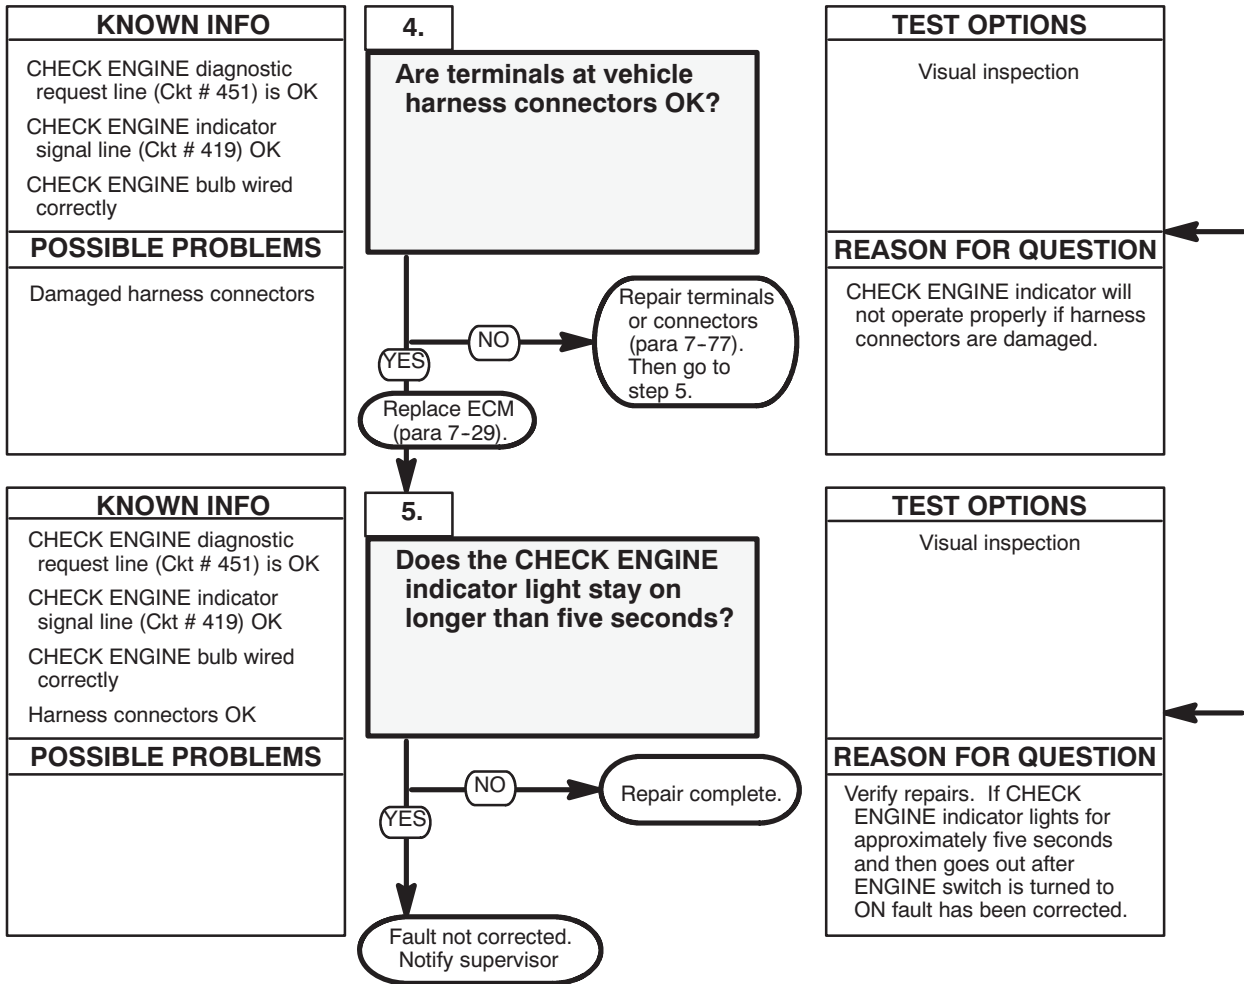 KNOWN INFO
CHECK ENGINE diagnostic
request line (Ckt # 451) is OK
CHECK ENGINE indicator
signal line (Ckt # 419) OK
CHECK ENGINE bulb wired
correctly
POSSIBLE PROBLEMS
Damaged harness connectors
4.
Are terminals at vehicle
harness connectors OK?
NO
Repair terminals
or connectors
(para 7-77).
Then go to
step 5.
YES
Replace ECM
(para 7-29).
TEST OPTIONS
Visual inspection
REASON FOR QUESTION
CHECK ENGINE indicator will
not operate properly if harness
connectors are damaged.
KNOWN INFO
CHECK ENGINE diagnostic
request line (Ckt # 451) is OK
CHECK ENGINE indicator
signal line (Ckt # 419) OK
CHECK ENGINE bulb wired
correctly
Harness connectors OK
POSSIBLE PROBLEMS
5.
Does the CHECK ENGINE
indicator light stay on
longer than five seconds?
NO
Repair complete.
YES
Fault not corrected.
Notify supervisor
TEST OPTIONS
Visual inspection
REASON FOR QUESTION
Verify repairs. If CHECK
ENGINE indicator lights for
approximately five seconds
and then goes out after
ENGINE switch is turned to
ON fault has been corrected.